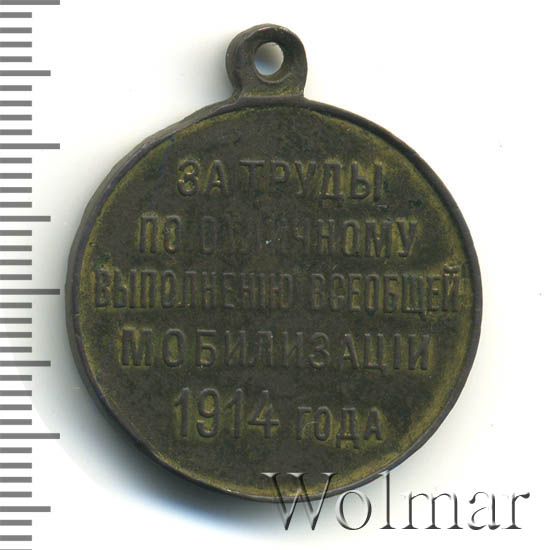 ЗА ТРУДЫ
ПО ОТЛИЧНОМУ
ВЫПОЛНЕНІЮ ВСЕОБЩЕЙ
МОБИЛИЗАЦІИ
1914 ГОДА
Wolmar